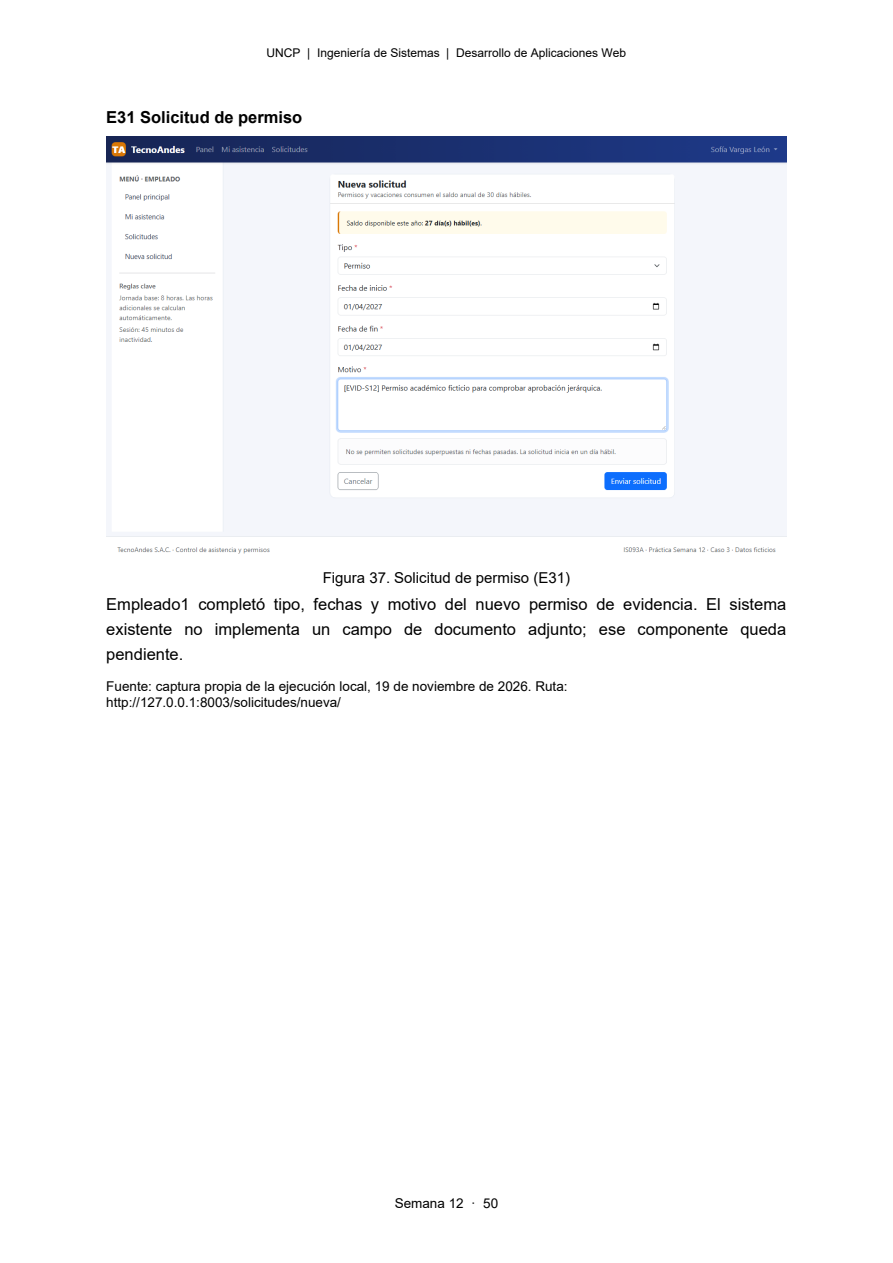 UNCP | Ingeniería de Sistemas | Desarrollo de Aplicaciones Web
E31 Solicitud de permiso
TA TecnoAndes Panel Mi asistencia Solicitudes Sofía Vargas León
MENÚ · EMPLEADO
Panel principal
Mi asistencia
Solicitudes
Nueva solicitud
Reglas clave
Jornada base: 8 horas. Las horas
adicionales se calculan
automáticamente.
Sesión: 45 minutos de
inactividad.
Nueva solicitud
Permisos y vacaciones consumen el saldo anual de 30 días hábiles.
Saldo disponible este año: 27 día(s) hábil(es).
Tipo *
Permiso
Fecha de inicio *
01/04/2027
Fecha de fin *
01/04/2027
Motivo *
[EVID-S12] Permiso académico ficticio para comprobar aprobación jerárquica.
No se permiten solicitudes superpuestas ni fechas pasadas. La solicitud inicia en un día hábil.
Cancelar Enviar solicitud
TecnoAndes S.A.C. · Control de asistencia y permisos IS093A · Práctica Semana 12 · Caso 3 · Datos ficticios
Figura 37. Solicitud de permiso (E31)
Empleado1 completó tipo, fechas y motivo del nuevo permiso de evidencia. El sistema
existente no implementa un campo de documento adjunto; ese componente queda
pendiente.
Fuente: captura propia de la ejecución local, 19 de noviembre de 2026. Ruta:
http://127.0.0.1:8003/solicitudes/nueva/
Semana 12 · 50